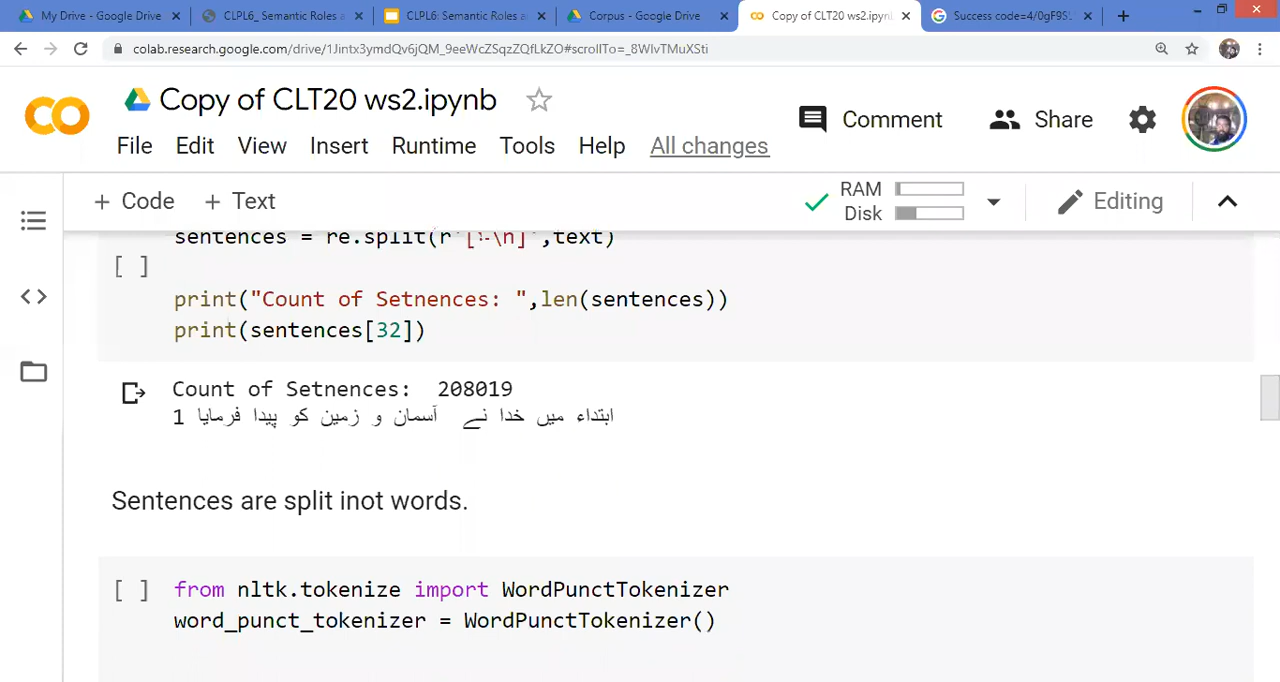 My Drive - Google Drive
CLPL6_ Semantic Roles a
CLPL6: Semantic Roles a
Corpus - Google Drive
Copy of CLT20 ws2.ipynb
Success code=4/0gF9SL
colab.research.google.com/drive/1Jintx3ymdQv6jQM_9eeWcZSqzZQfLkZO#scrollTo=_8WlvTMuXSti
Copy of CLT20 ws2.ipynb
Comment
Share
File Edit View Insert Runtime Tools Help All changes
+ Code + Text
RAM
Disk
Editing
sentences = re.split(r'[۔\n]',text)
[ ]
print("Count of Setnences: ",len(sentences))
print(sentences[32])
Count of Setnences: 208019
ابتداء میں خدا نے آسمان و زمین کو پیدا فرمایا 1
Sentences are split inot words.
[ ] from nltk.tokenize import WordPunctTokenizer
word_punct_tokenizer = WordPunctTokenizer()